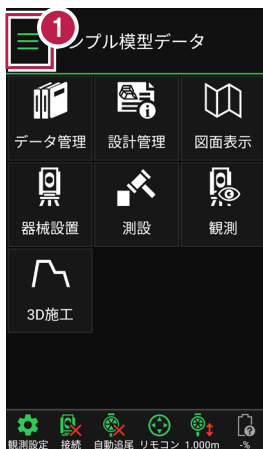 1
ンプル模型データ
データ管理 設計管理 図面表示
器械設置 測設 観測
3D施工
観測設定 接続 自動追尾 リモコン 1.000m -%